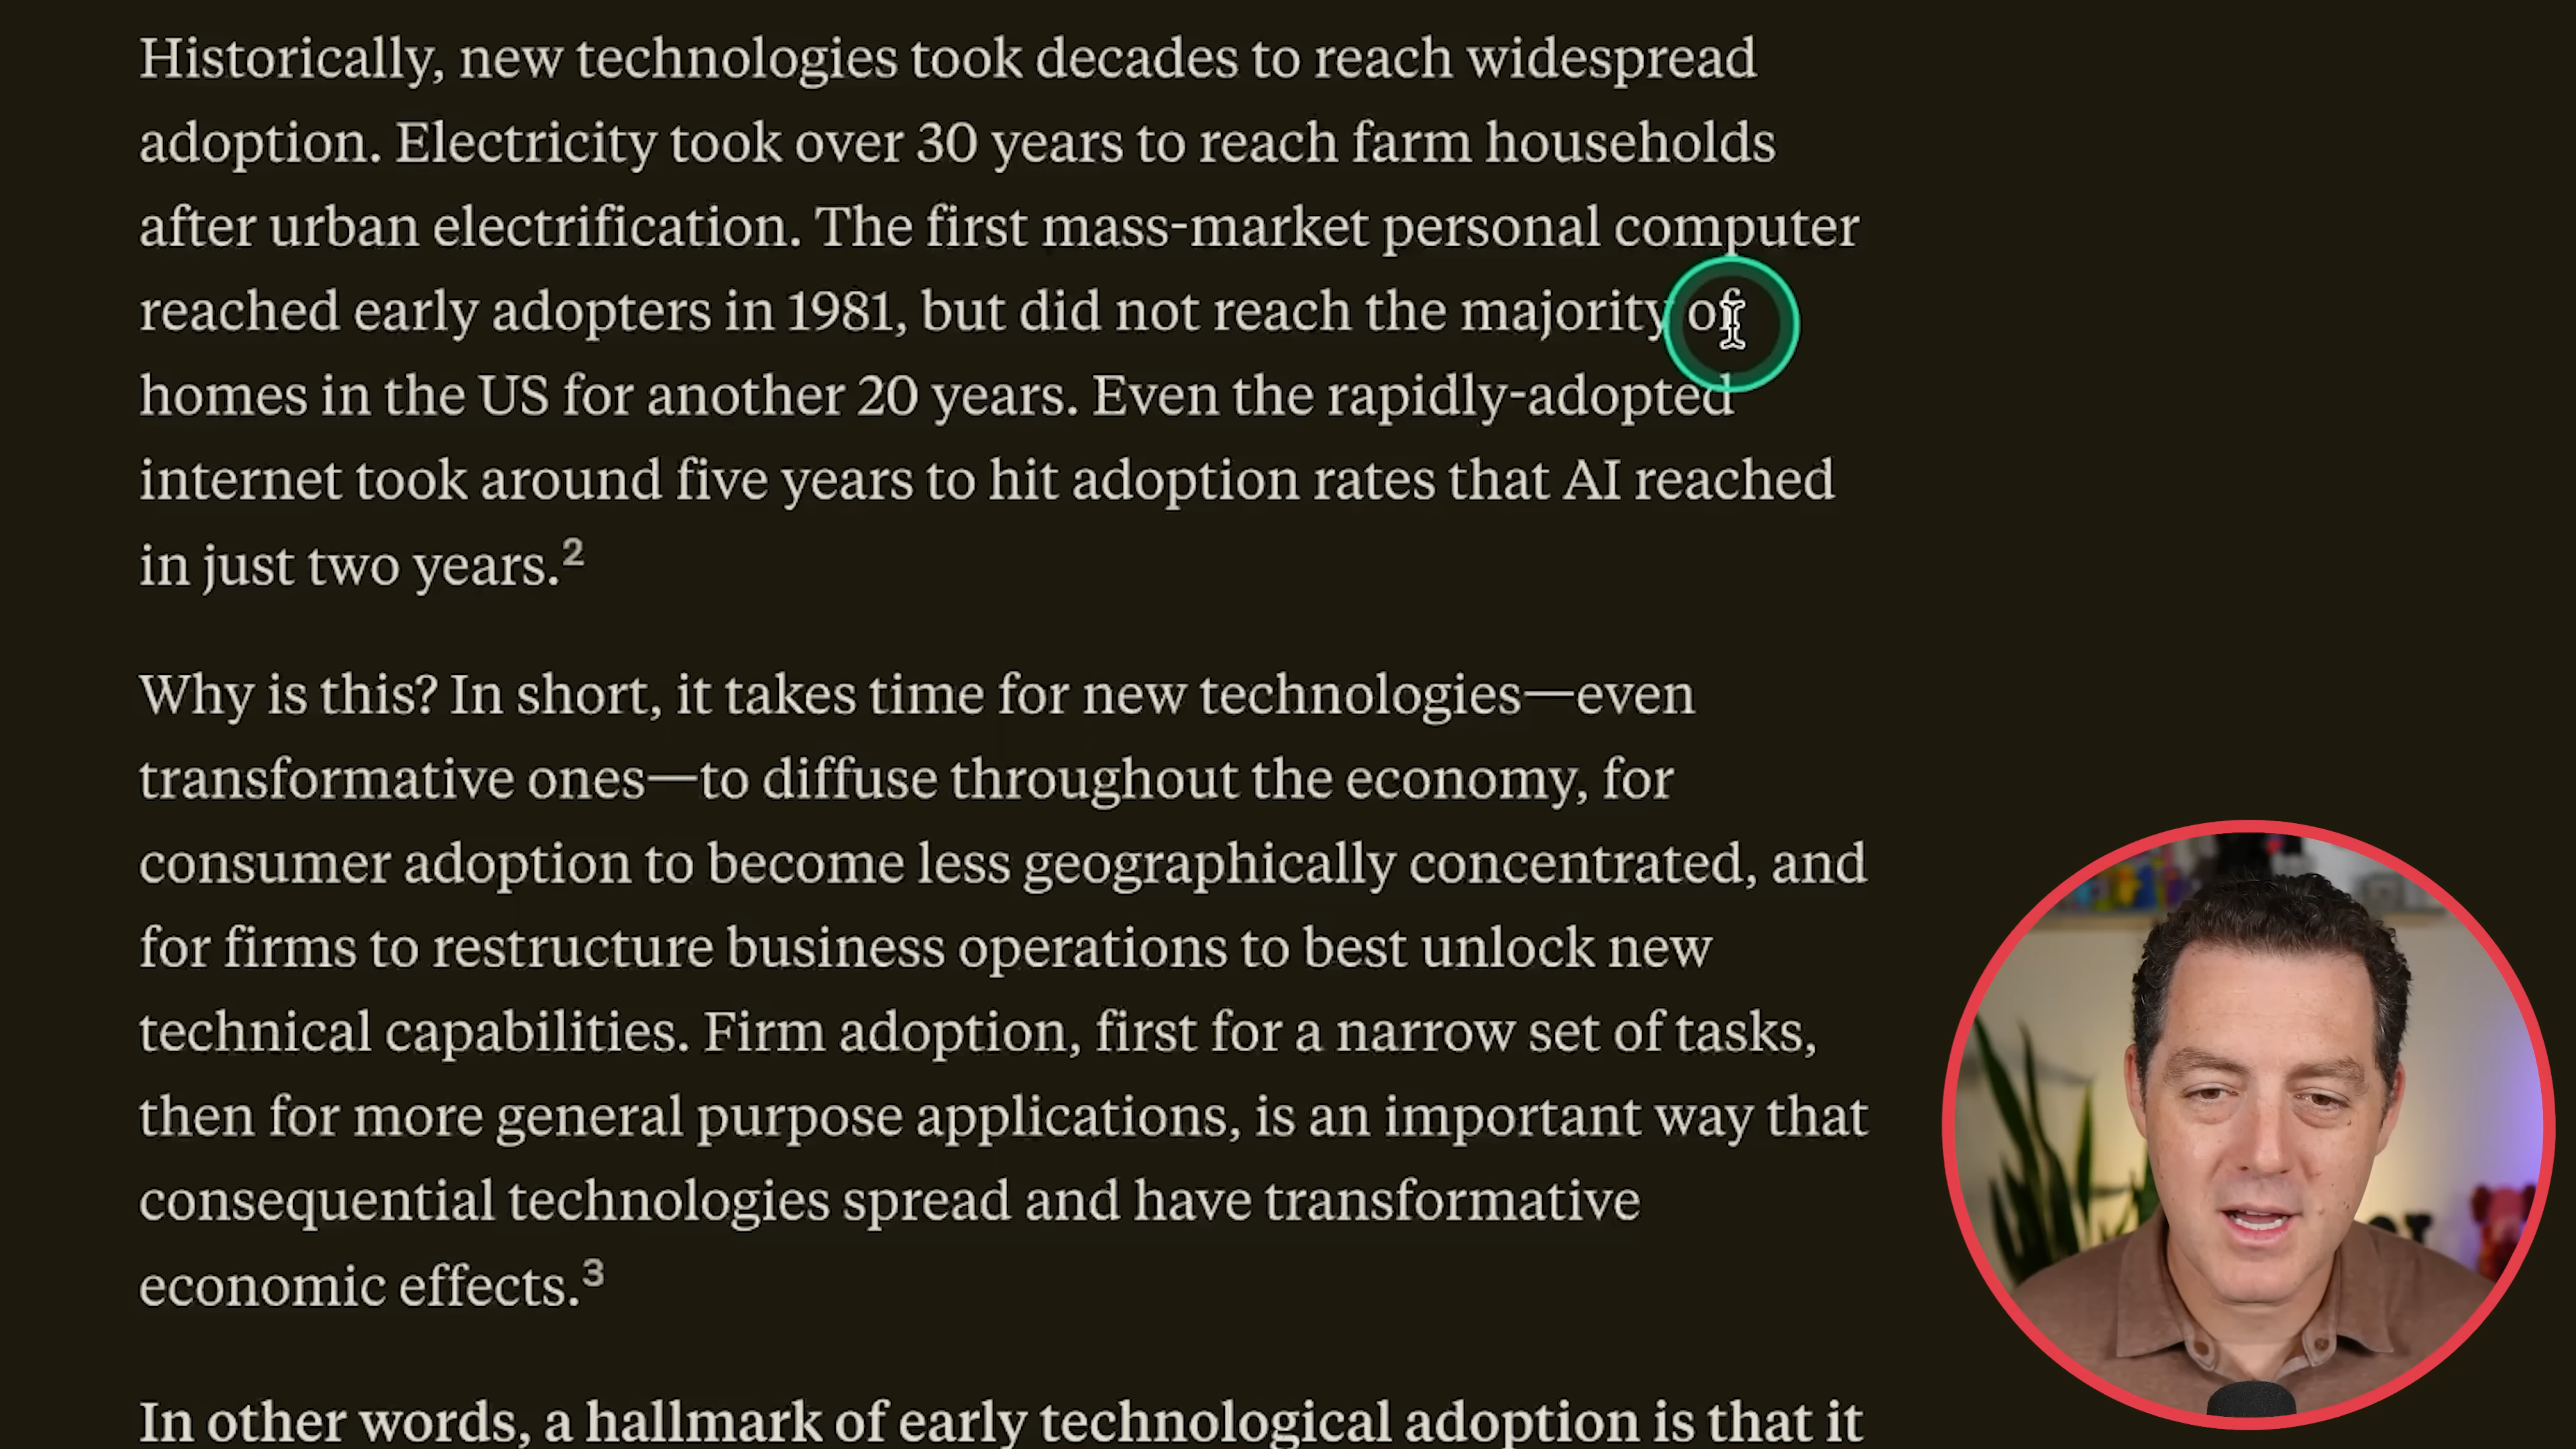 Historically, new technologies took decades to reach widespread
adoption. Electricity took over 30 years to reach farm households
after urban electrification. The first mass-market personal computer
reached early adopters in 1981, but did not reach the majority of
homes in the US for another 20 years. Even the rapidly-adopted
internet took around five years to hit adoption rates that AI reached
in just two years.²
Why is this? In short, it takes time for new technologies—even
transformative ones—to diffuse throughout the economy, for
consumer adoption to become less geographically concentrated, and
for firms to restructure business operations to best unlock new
technical capabilities. Firm adoption, first for a narrow set of tasks,
then for more general purpose applications, is an important way that
consequential technologies spread and have transformative
economic effects.³
In other words, a hallmark of early technological adoption is that it